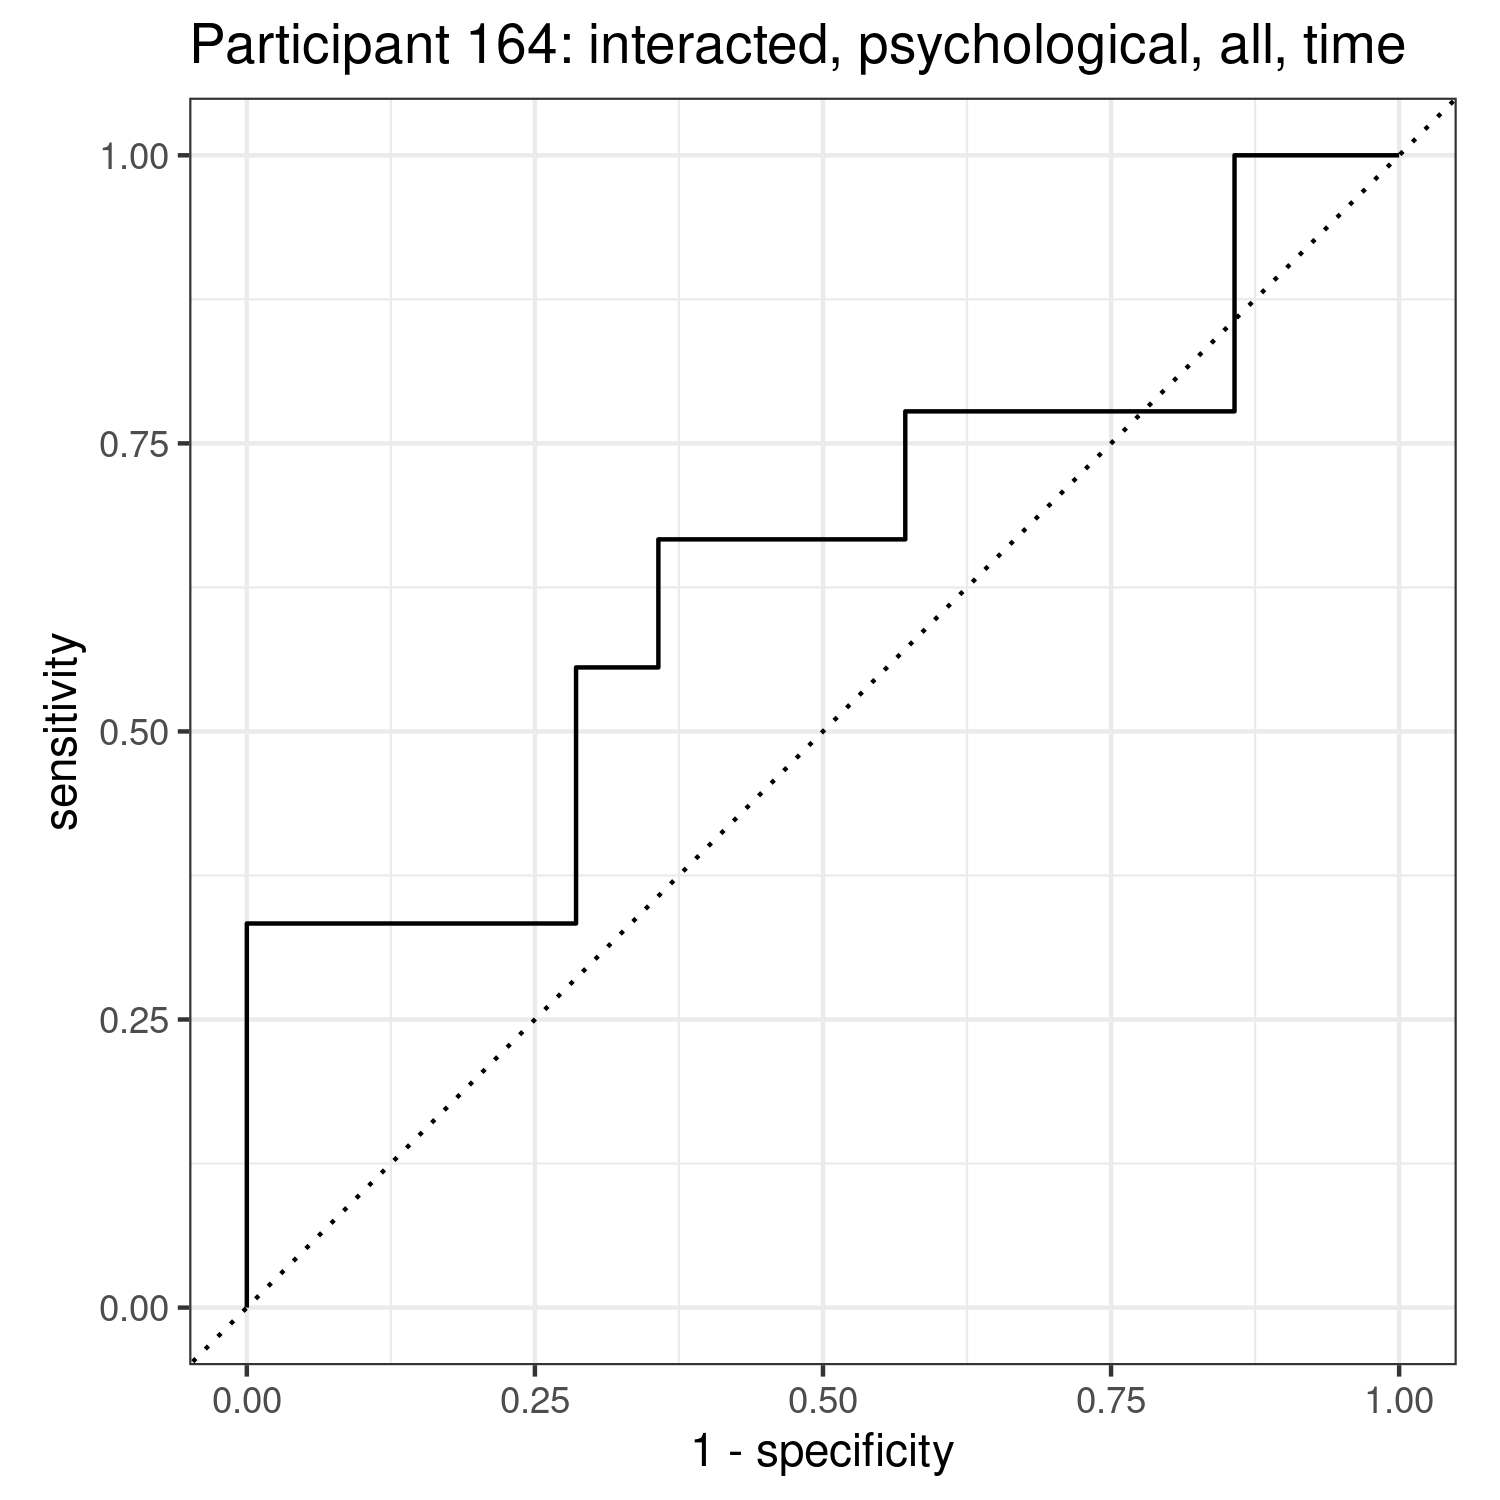 Participant 164: interacted, psychological, all, time
1.00
0.75
0.50
0.25
0.00
sensitivity
0.00 0.25 0.50 0.75 1.00
1 - specificity